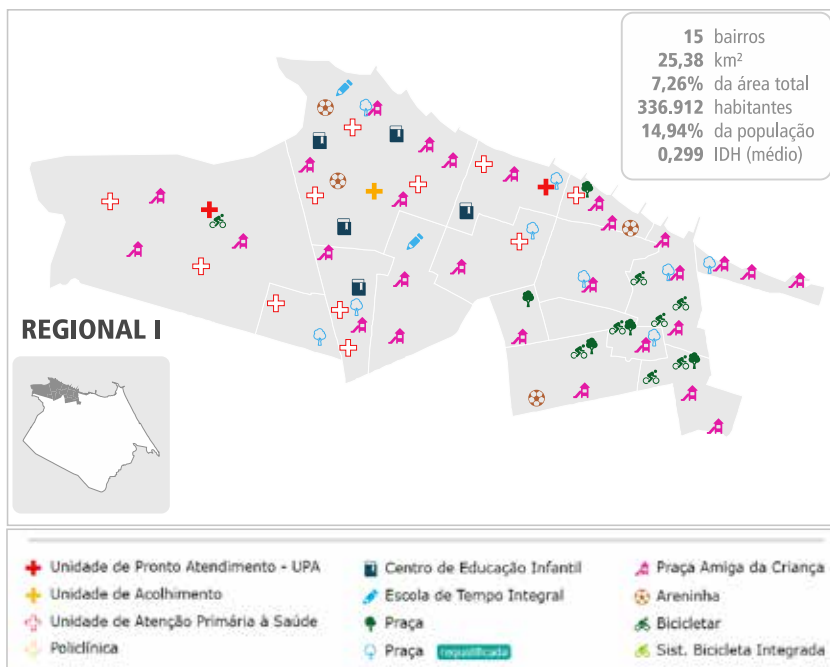 15 bairros
25,38 km²
7,26% da área total
336.912 habitantes
14,94% da população
0,299 IDH (médio)
REGIONAL I
Unidade de Pronto Atendimento - UPA
Unidade de Acolhimento
Unidade de Atenção Primária à Saúde
Policlínica
Centro de Educação Infantil
Escola de Tempo Integral
Praça
Praça requalificada
Praça Amiga da Criança
Areninha
Bicicletar
Sist. Bicicleta Integrada